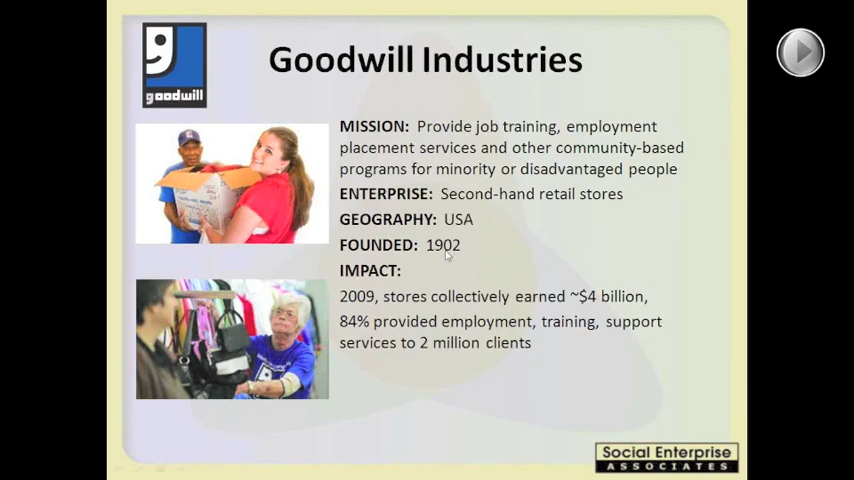 goodwill
Goodwill Industries
MISSION: Provide job training, employment
placement services and other community-based
programs for minority or disadvantaged people
ENTERPRISE: Second-hand retail stores
GEOGRAPHY: USA
FOUNDED: 1902
IMPACT:
2009, stores collectively earned ~$4 billion,
84% provided employment, training, support
services to 2 million clients
Social Enterprise
ASSOCIATES